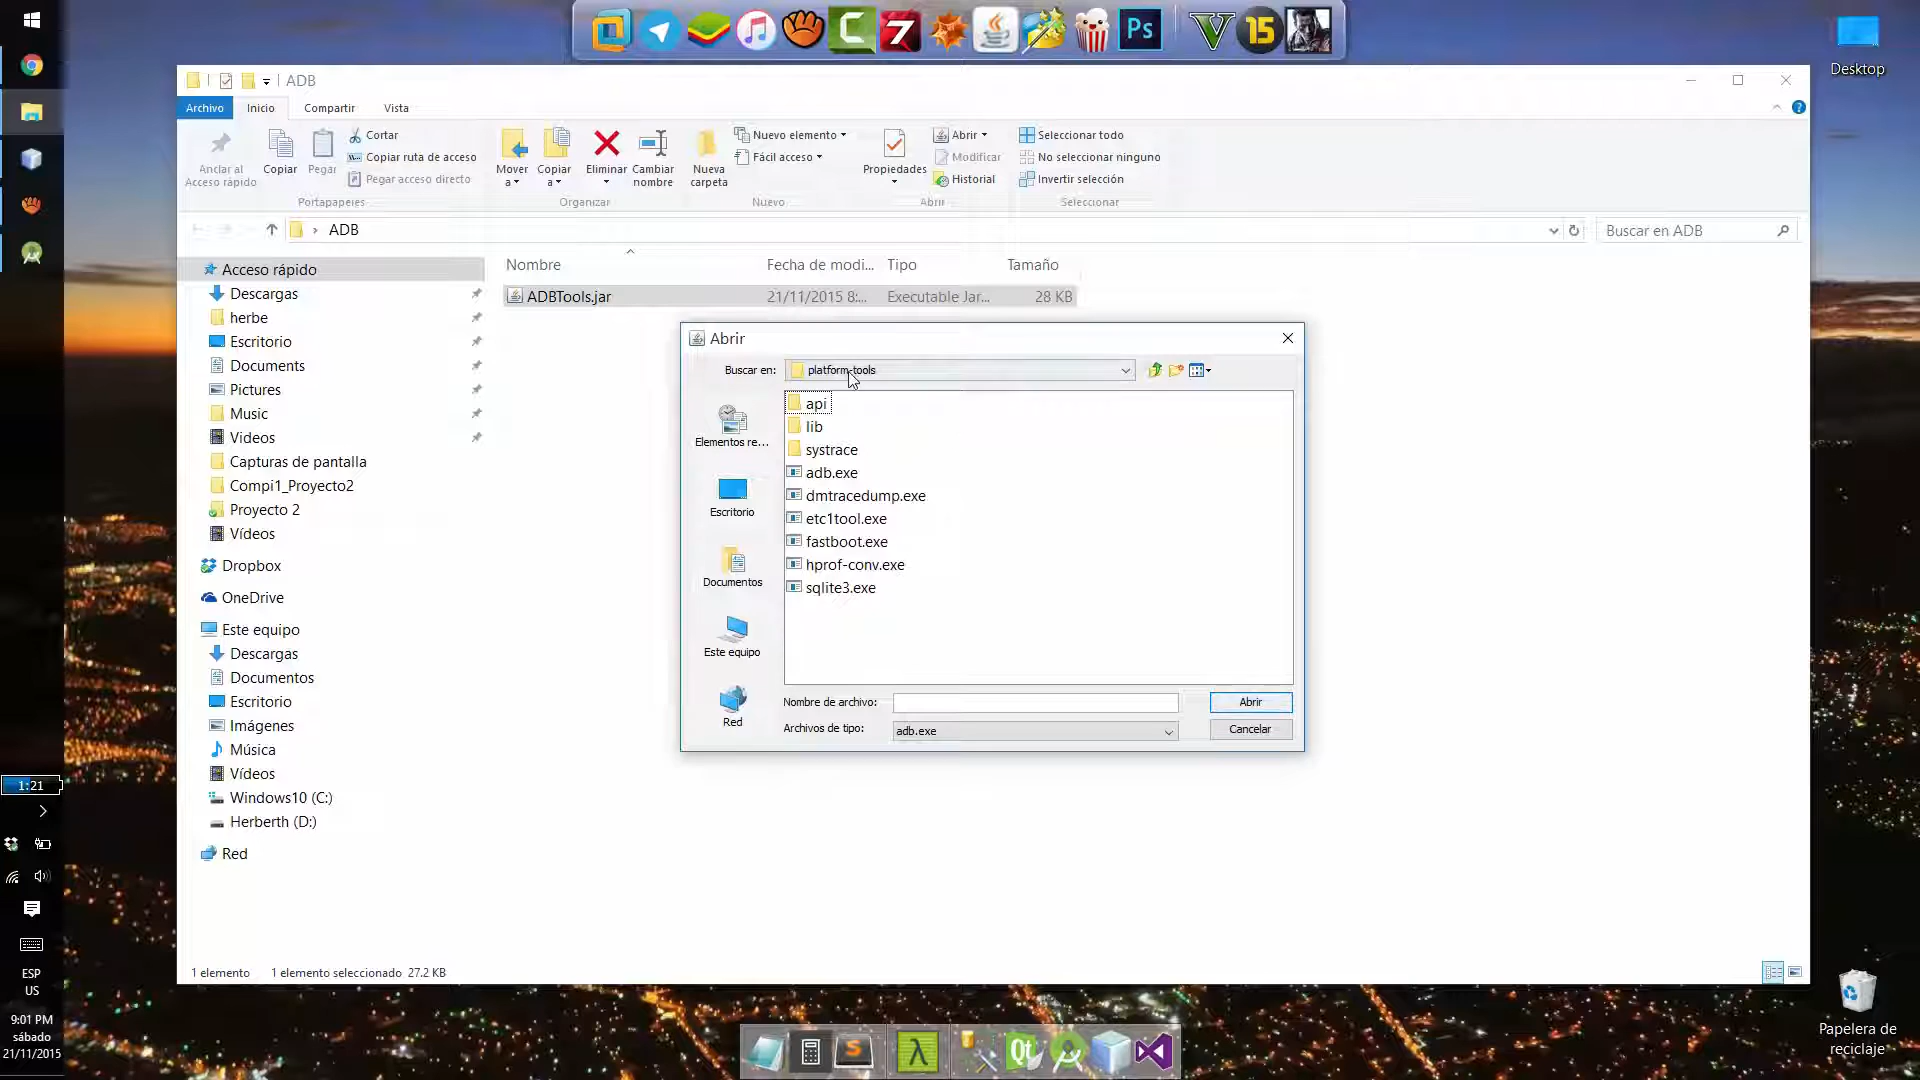 Desktop
ADB
Archivo
Inicio
Compartir
Vista
Anclar al
Acceso rápido
Copiar
Pegar
Cortar
Copiar ruta de acceso
Pegar acceso directo
Portapapeles
Mover
a
Copiar
a
Eliminar
Cambiar
nombre
Organizar
Nueva
carpeta
Nuevo elemento
Fácil acceso
Nuevo
Propiedades
Abrir
Modificar
Historial
Abrir
Seleccionar todo
No seleccionar ninguno
Invertir selección
Seleccionar
ADB
Buscar en ADB
Nombre
Fecha de modi...
Tipo
Tamaño
ADBTools.jar
21/11/2015 8:...
Executable Jar...
28 KB
Acceso rápido
Descargas
herbe
Escritorio
Documents
Pictures
Music
Videos
Capturas de pantalla
Compi1_Proyecto2
Proyecto 2
Vídeos
Dropbox
OneDrive
Este equipo
Descargas
Documentos
Escritorio
Imágenes
Música
Vídeos
Windows10 (C:)
Herberth (D:)
Red
Abrir
Buscar en:
platform-tools
Elementos re...
Escritorio
Documentos
Este equipo
Red
api
lib
systrace
adb.exe
dmtracedump.exe
etc1tool.exe
fastboot.exe
hprof-conv.exe
sqlite3.exe
Nombre de archivo:
Abrir
Archivos de tipo:
adb.exe
Cancelar
1 elemento
1 elemento seleccionado 27.2 KB
1:21
ESP
US
9:01 PM
sábado
21/11/2015
Papelera de
reciclaje
Ps
V
15
7
C
S
λ
Qt